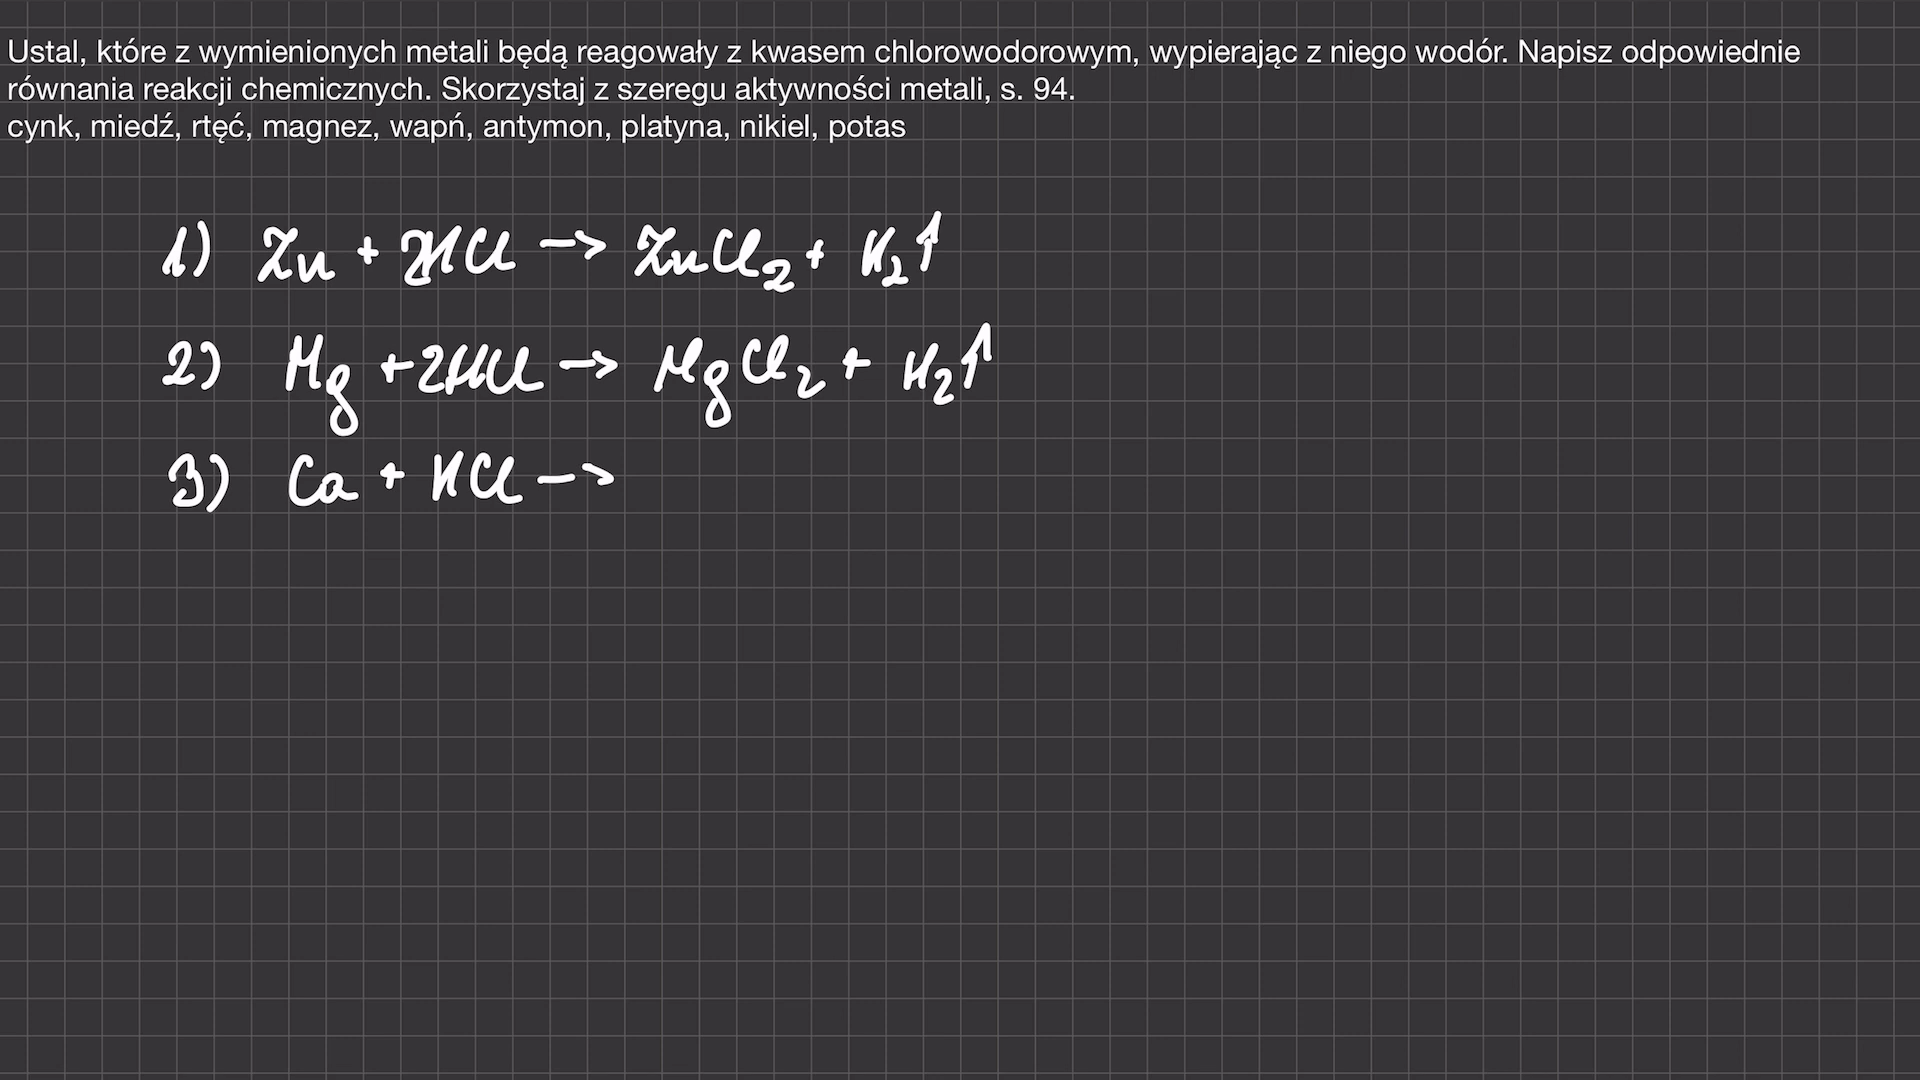 Ustal, które z wymienionych metali będą reagowały z kwasem chlorowodorowym, wypierając z niego wodór. Napisz odpowiednie
równania reakcji chemicznych. Skorzystaj z szeregu aktywności metali, s. 94.
cynk, miedź, rtęć, magnez, wapń, antymon, platyna, nikiel, potas
1) Zn + 2HCl -> ZnCl₂ + H₂↑
2) Mg + 2HCl -> MgCl₂ + H₂↑
3) Ca + HCl ->